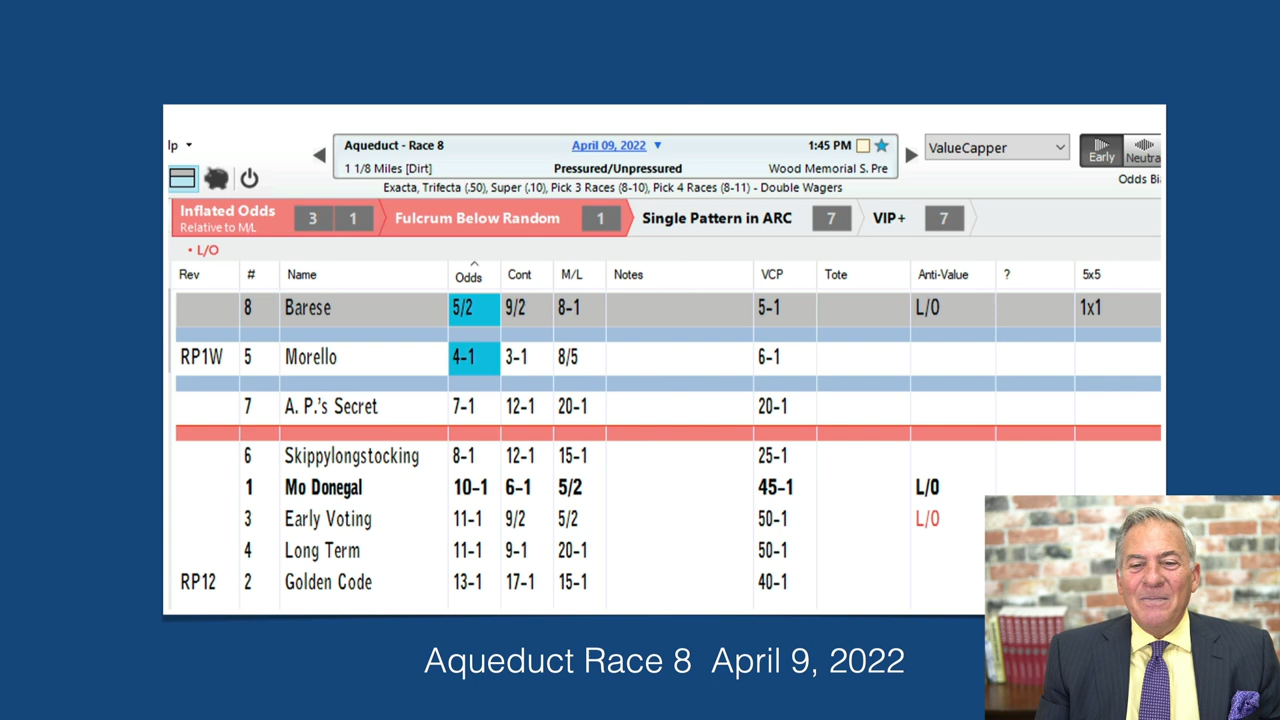 lp
Aqueduct - Race 8 April 09, 2022 1:45 PM
1 1/8 Miles [Dirt] Pressured/Unpressured Wood Memorial S. Pre
Exacta, Trifecta (.50), Super (.10), Pick 3 Races (8-10), Pick 4 Races (8-11) - Double Wagers
ValueCapper
Early Neutra
Odds Bi
Inflated Odds 3 1 Fulcrum Below Random 1 Single Pattern in ARC 7 VIP+ 7
Relative to M/L
• L/O
Rev # Name Odds Cont M/L Notes VCP Tote Anti-Value ? 5x5
8 Barese 5/2 9/2 8-1 5-1 L/O 1x1
RP1W 5 Morello 4-1 3-1 8/5 6-1
7 A. P.'s Secret 7-1 12-1 20-1 20-1
6 Skippylongstocking 8-1 12-1 15-1 25-1
1 Mo Donegal 10-1 6-1 5/2 45-1 L/O
3 Early Voting 11-1 9/2 5/2 50-1 L/O
4 Long Term 11-1 9-1 20-1 50-1
RP12 2 Golden Code 13-1 17-1 15-1 40-1
Aqueduct Race 8 April 9, 2022